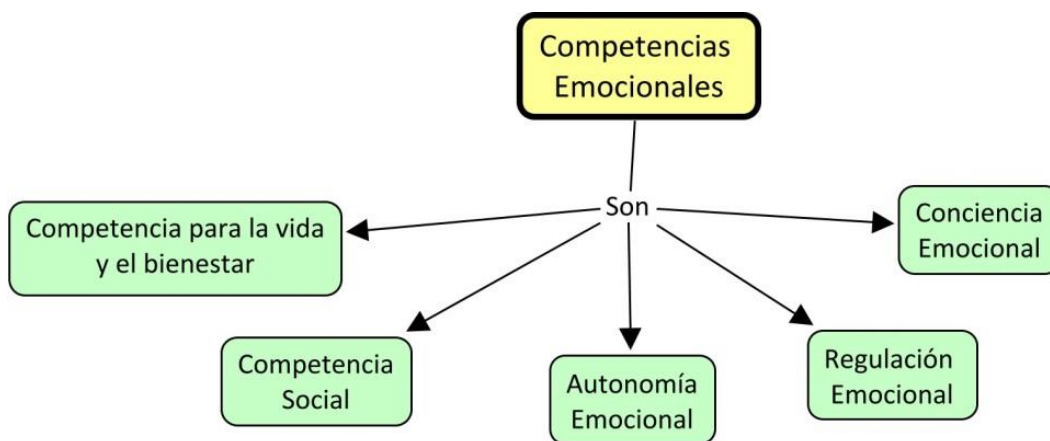 Competencias
Emocionales
Son
Competencia para la vida
y el bienestar
Competencia
Social
Autonomía
Emocional
Regulación
Emocional
Conciencia
Emocional